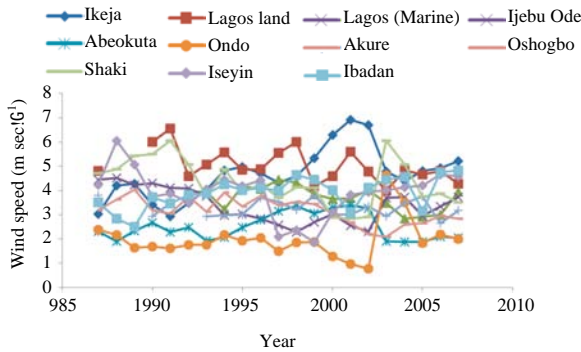 Ikeja Lagos land Lagos (Marine) Ijebu Ode
Abeokuta Ondo Akure Oshogbo
Shaki Iseyin Ibadan
Wind speed (m secG¹)
8
7
6
5
4
3
2
1
0
985 1990 1995 2000 2005 2010
Year